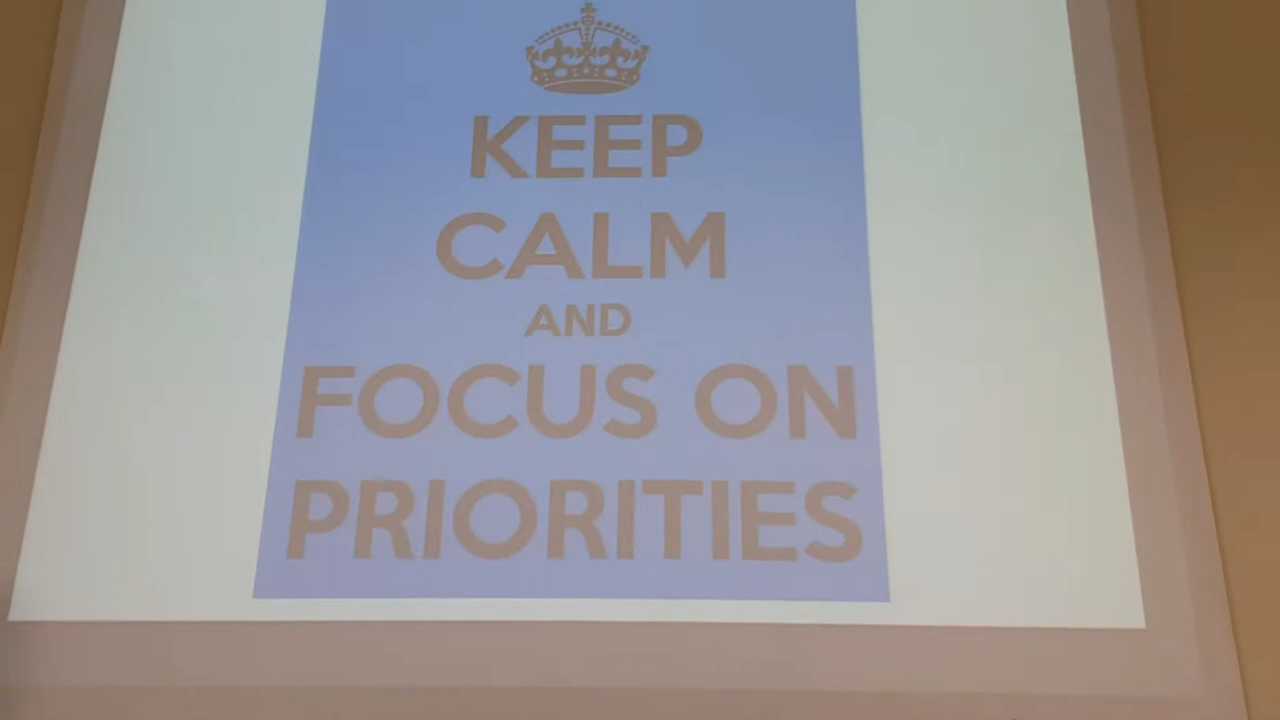 KEEP
CALM
AND
FOCUS ON
PRIORITIES